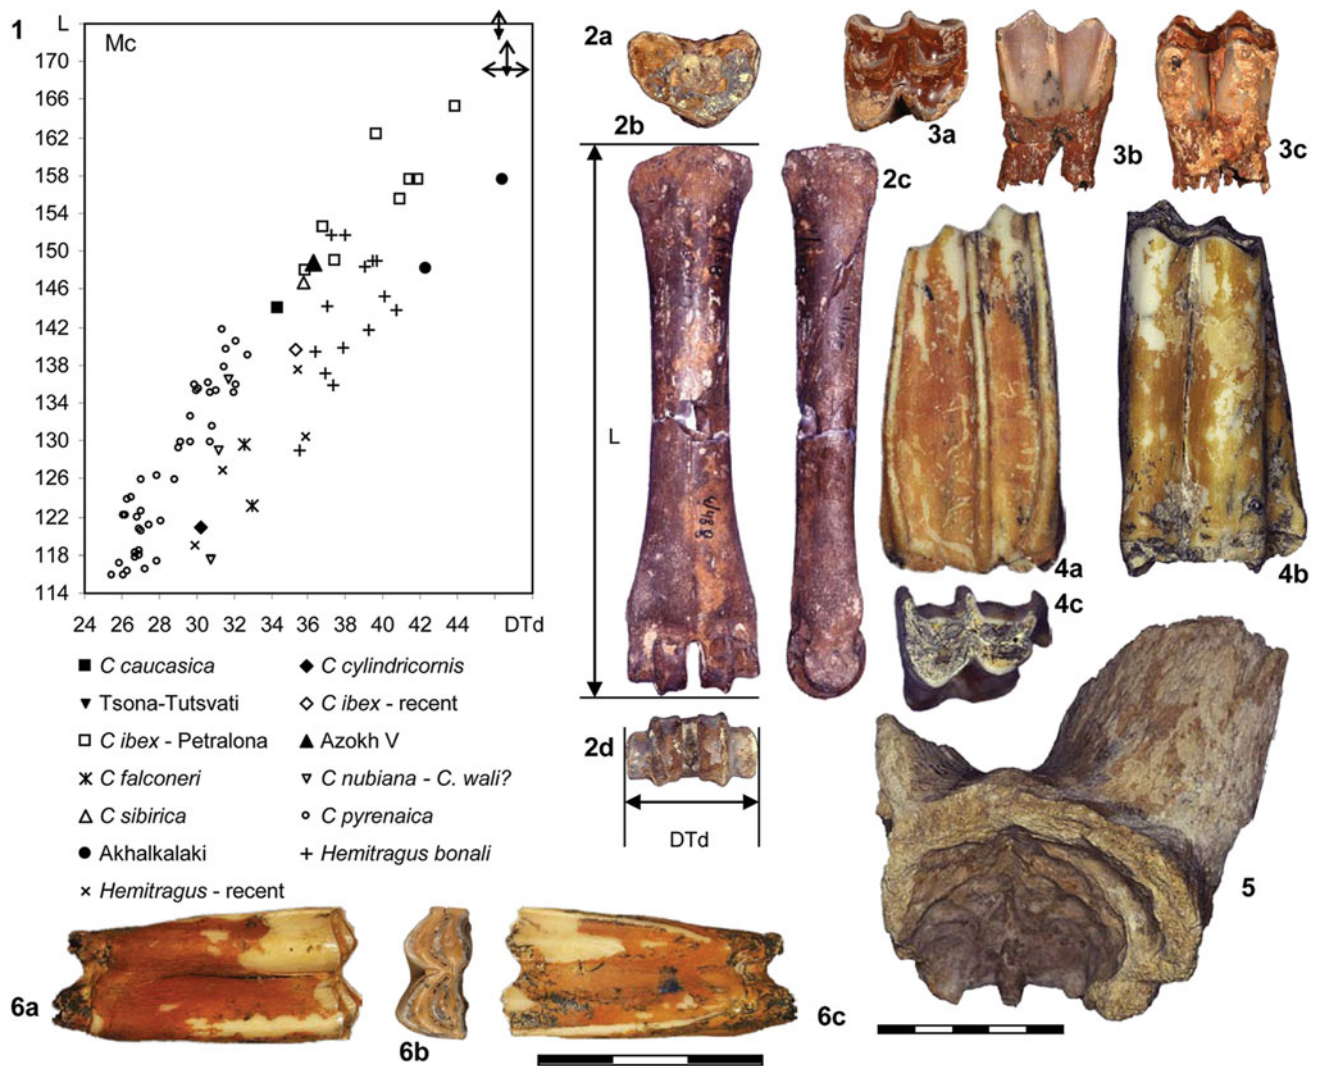 1
L
Mc
170
166
162
158
154
150
146
142
138
134
130
126
122
118
114
24 26 28 30 32 34 36 38 40 42 44 DTd
C caucasica
C cylindricornis
Tsona-Tutsvati
C ibex - recent
C ibex - Petralona
Azokh V
C falconeri
C nubiana - C. wali?
C sibirica
C pyrenaica
Akhalkalaki
Hemitragus bonali
Hemitragus - recent
2a
2b
2c
L
2d
DTd
3a
3b
3c
4a
4b
4c
5
6a
6b
6c